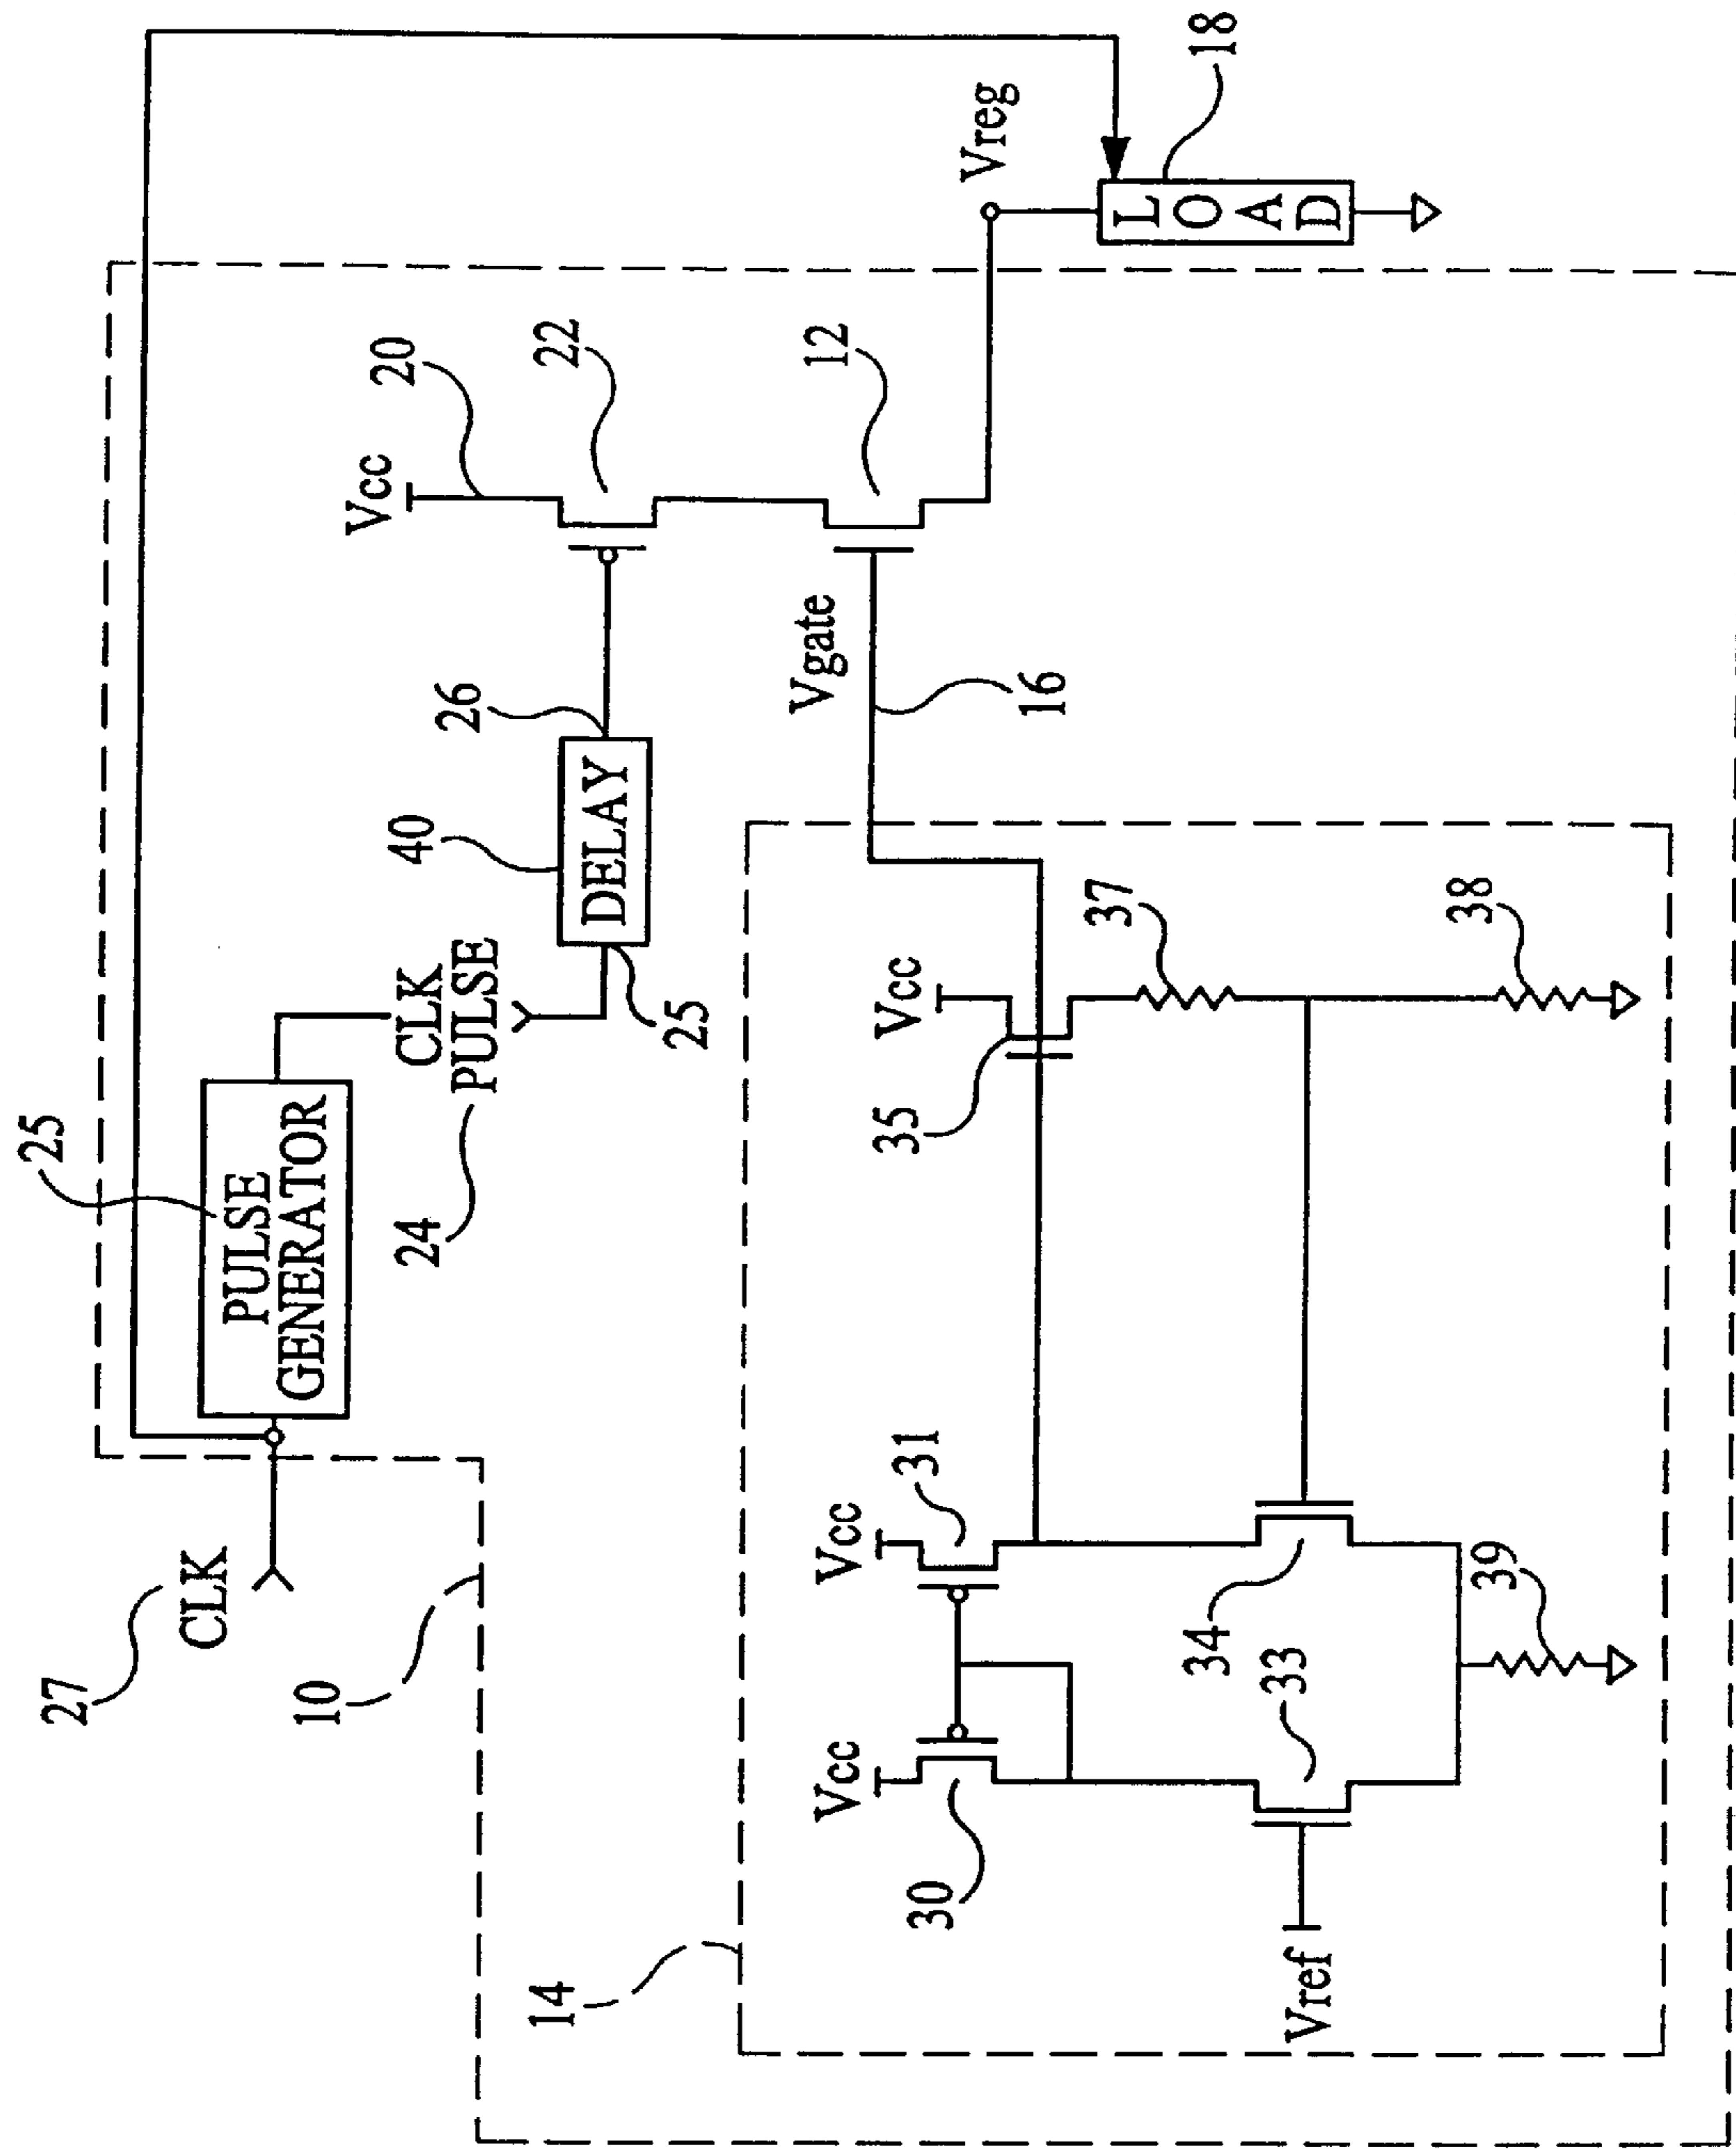 27
CLK
10
25
PULSE
GENERATOR
24
CLK
PULSE
25
40
DELAY
26
Vcc
20
22
12
Vgate
16
Vreg
18
LOAD
14
Vcc
30
Vcc
31
35
Vcc
37
38
34
33
39
Vref